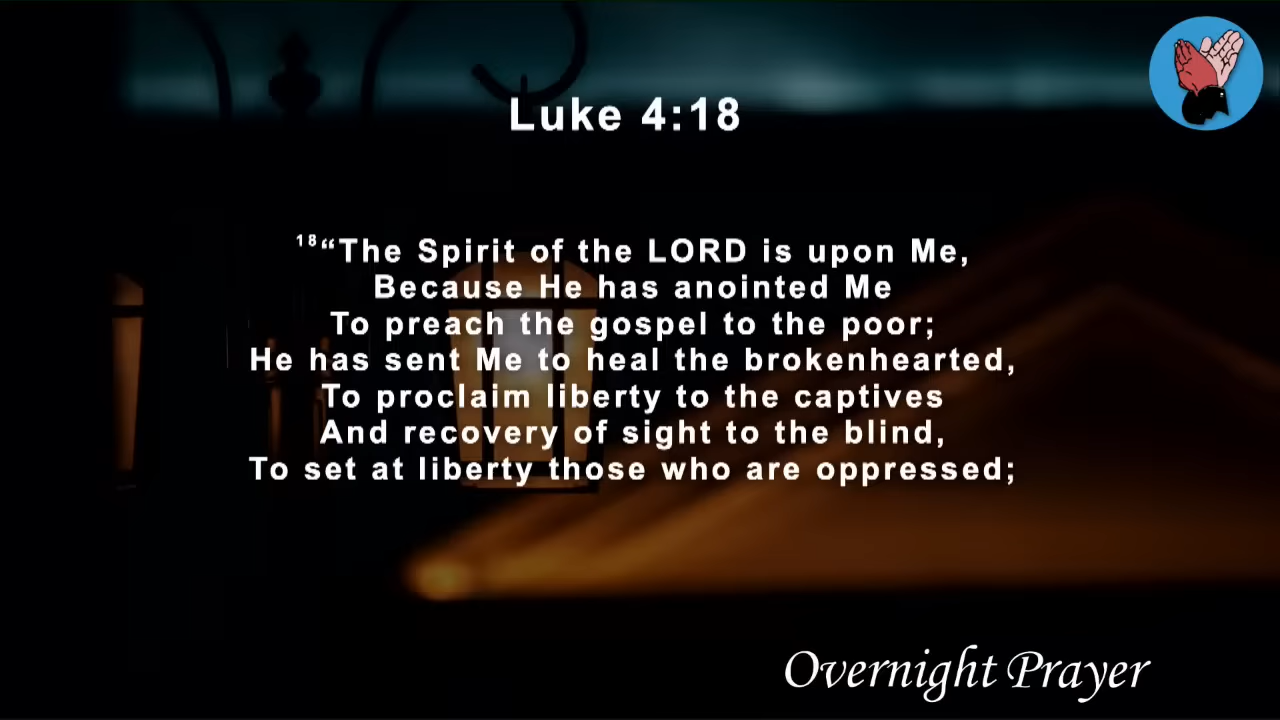 Luke 4:18
18“The Spirit of the LORD is upon Me,
Because He has anointed Me
To preach the gospel to the poor;
He has sent Me to heal the brokenhearted,
To proclaim liberty to the captives
And recovery of sight to the blind,
To set at liberty those who are oppressed;
Overnight Prayer